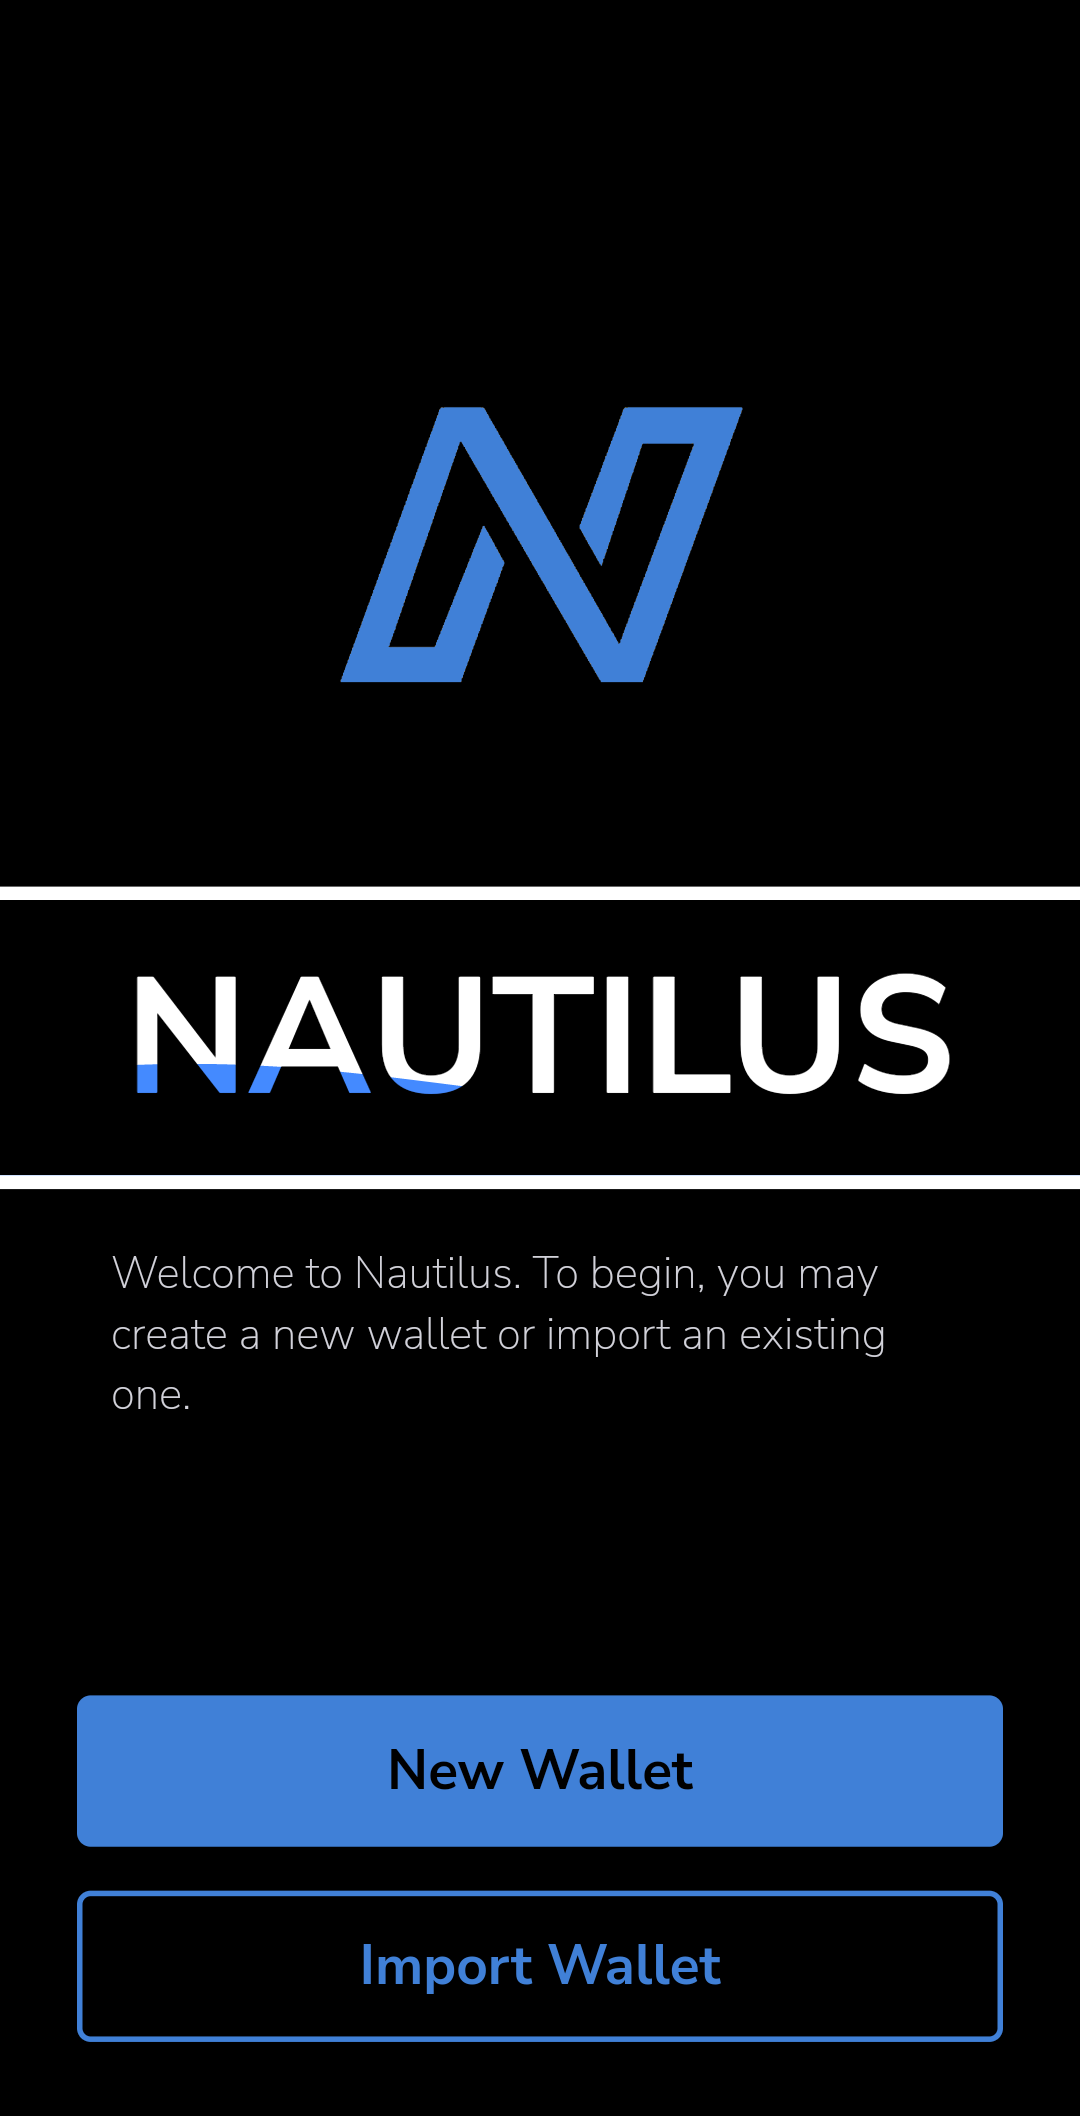 N
NAUTILUS
Welcome to Nautilus. To begin, you may
create a new wallet or import an existing
one.
New Wallet
Import Wallet